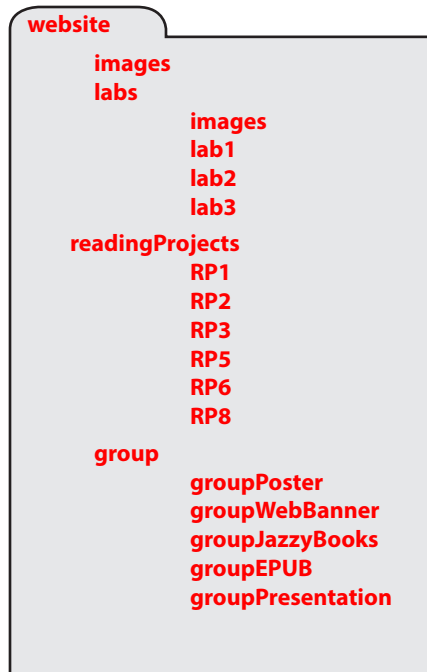 website
images
labs
images
lab1
lab2
lab3
readingProjects
RP1
RP2
RP3
RP5
RP6
RP8
group
groupPoster
groupWebBanner
groupJazzyBooks
groupEPUB
groupPresentation